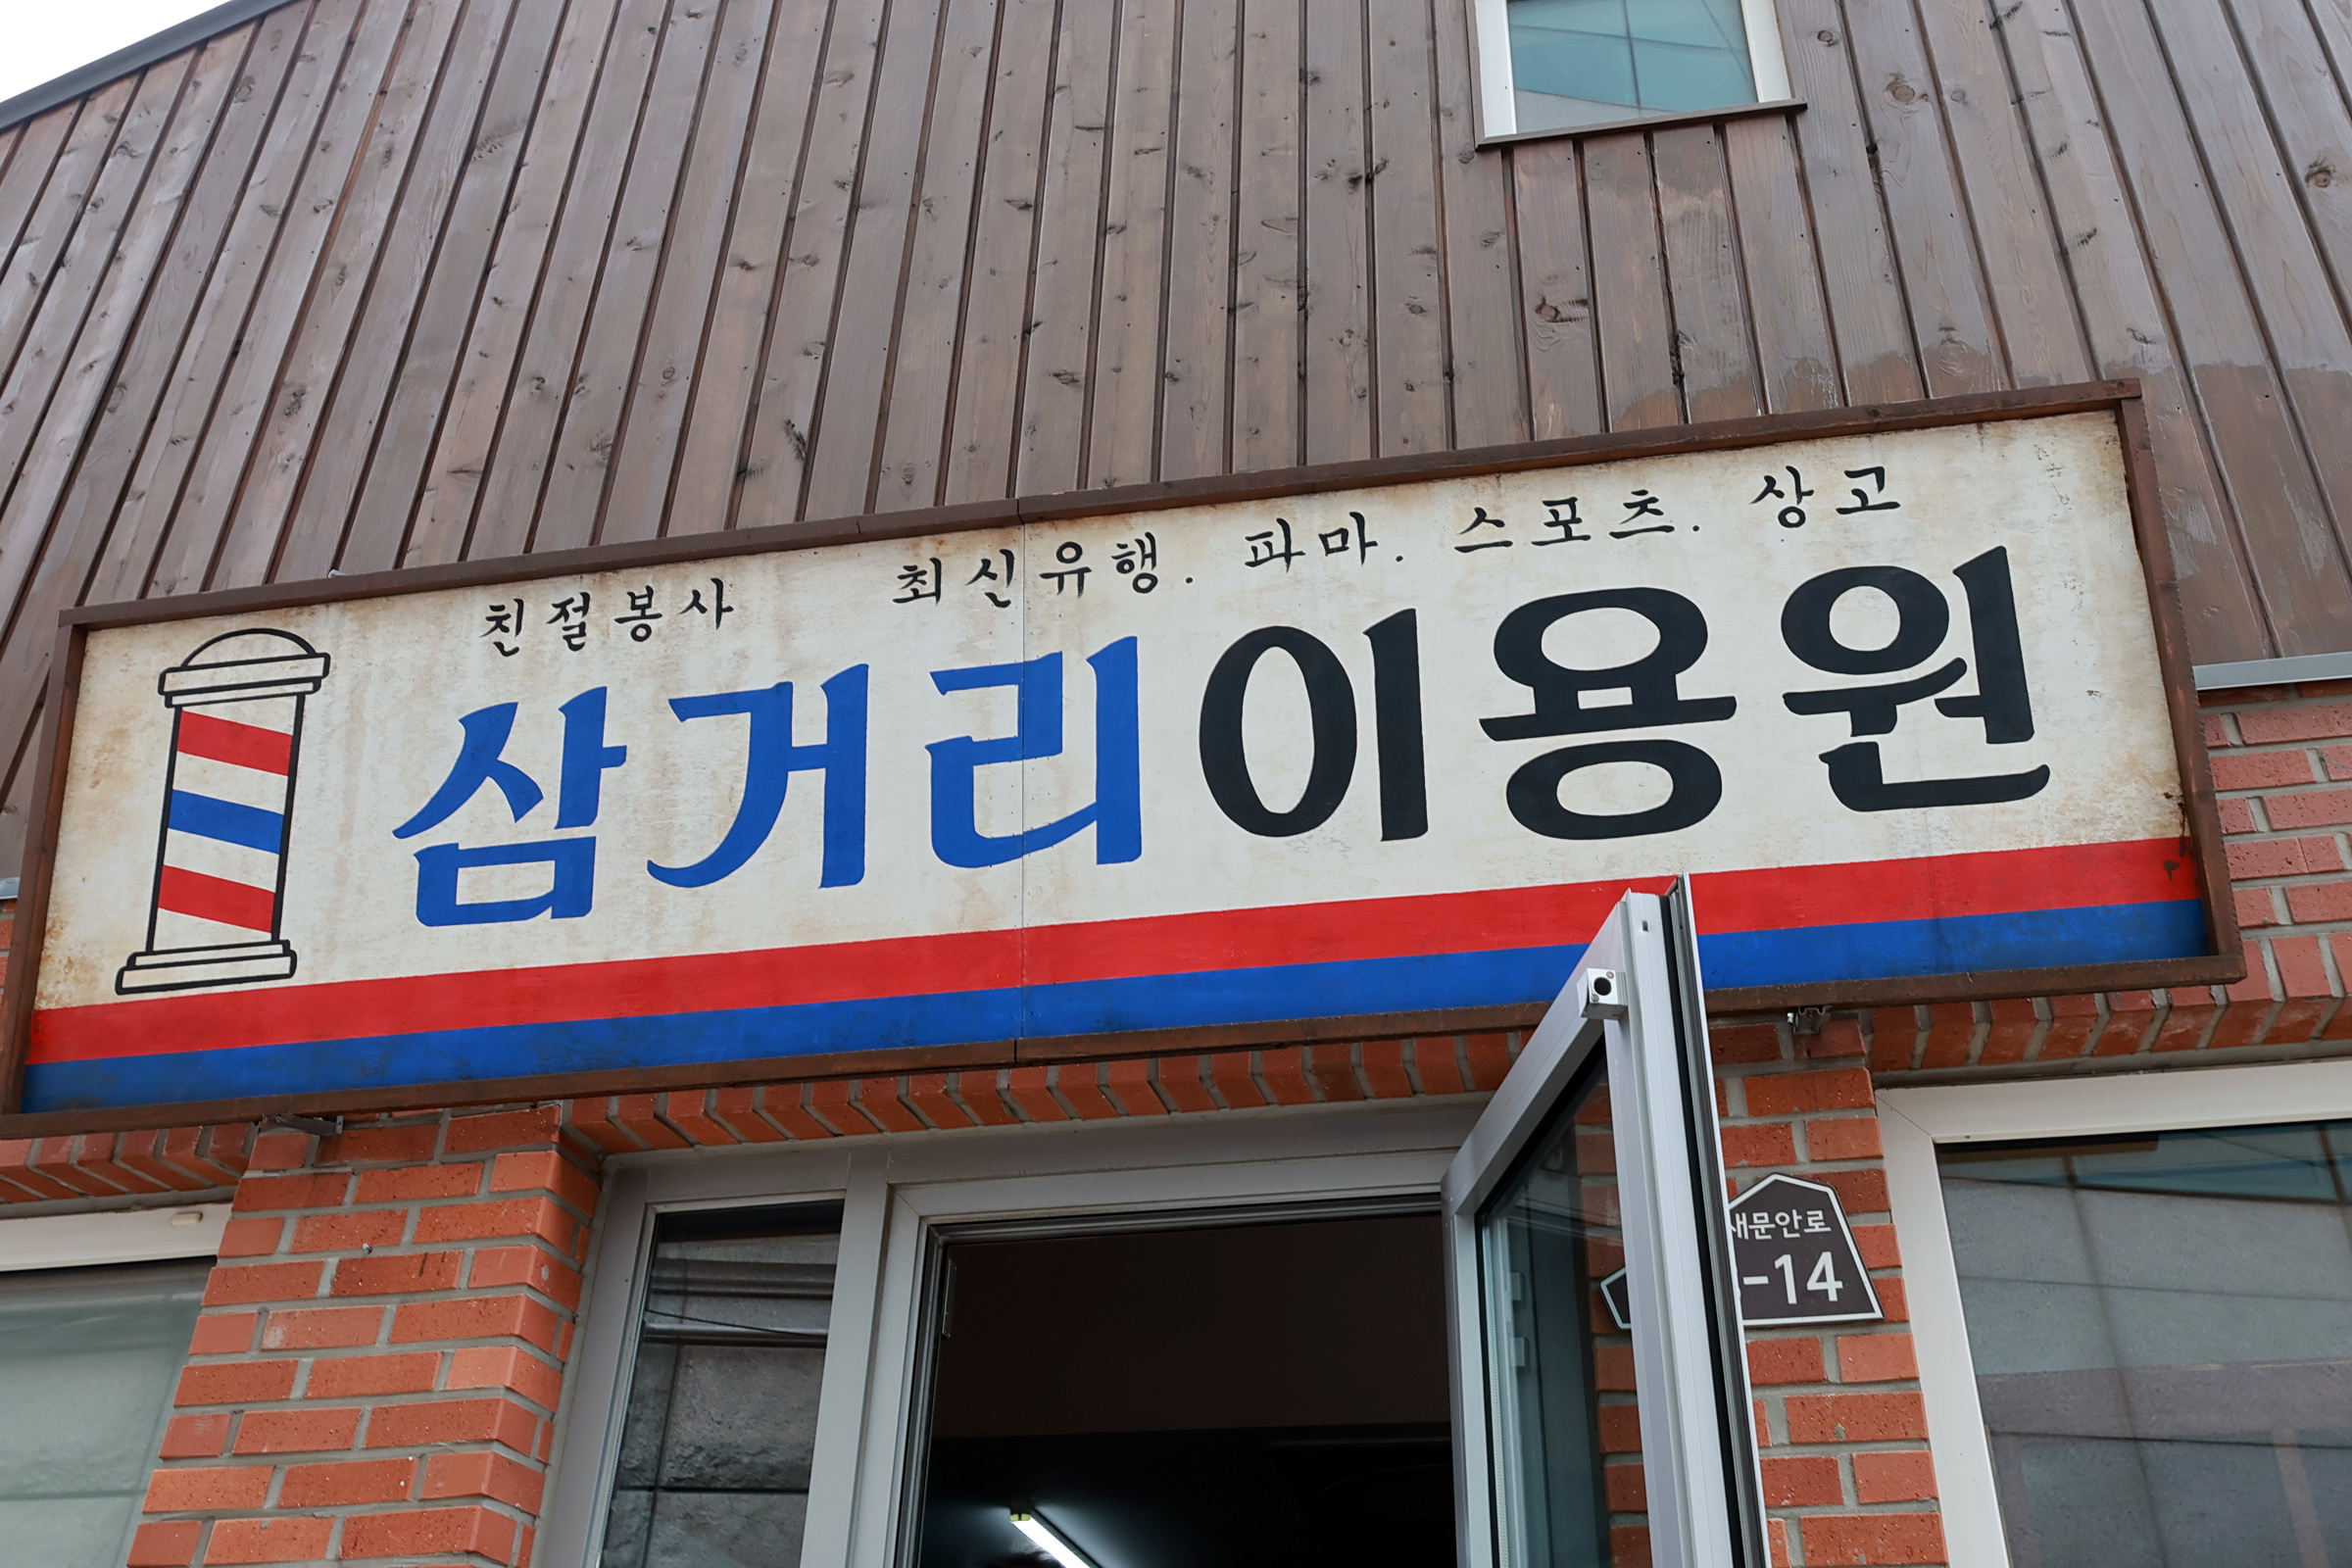 친절봉사 최신유행. 파마. 스포츠. 상고
삼거리이용원
새문안로
-14